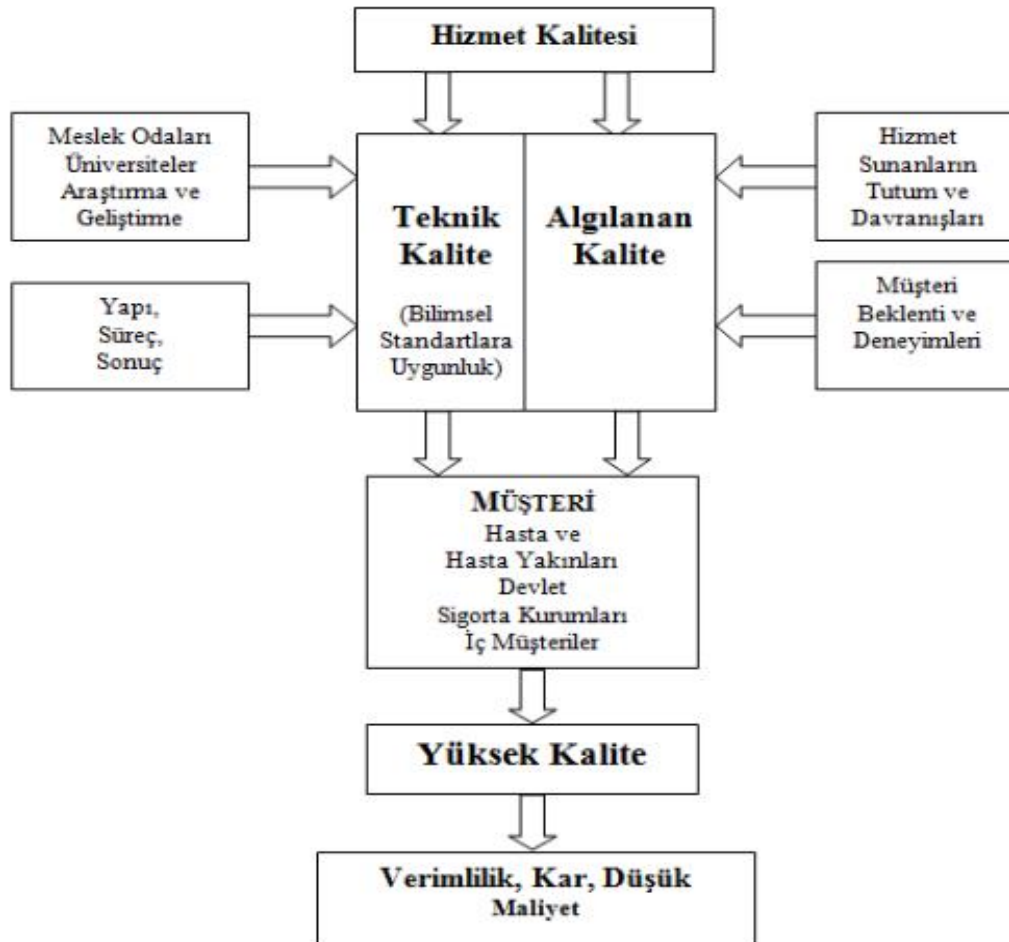 Hizmet Kalitesi
Meslek Odaları
Üniversiteler
Araştırma ve
Geliştirme
Yapı,
Süreç,
Sonuç
Teknik
Kalite
(Bilimsel
Standartlara
Uygunluk)
Algılanan
Kalite
Hizmet
Sunanların
Tutum ve
Davranışları
Müşteri
Beklenti ve
Deneyimleri
MÜŞTERİ
Hasta ve
Hasta Yakınları
Devlet
Sigorta Kurumları
İç Müşteriler
Yüksek Kalite
Verimlilik, Kar, Düşük
Maliyet